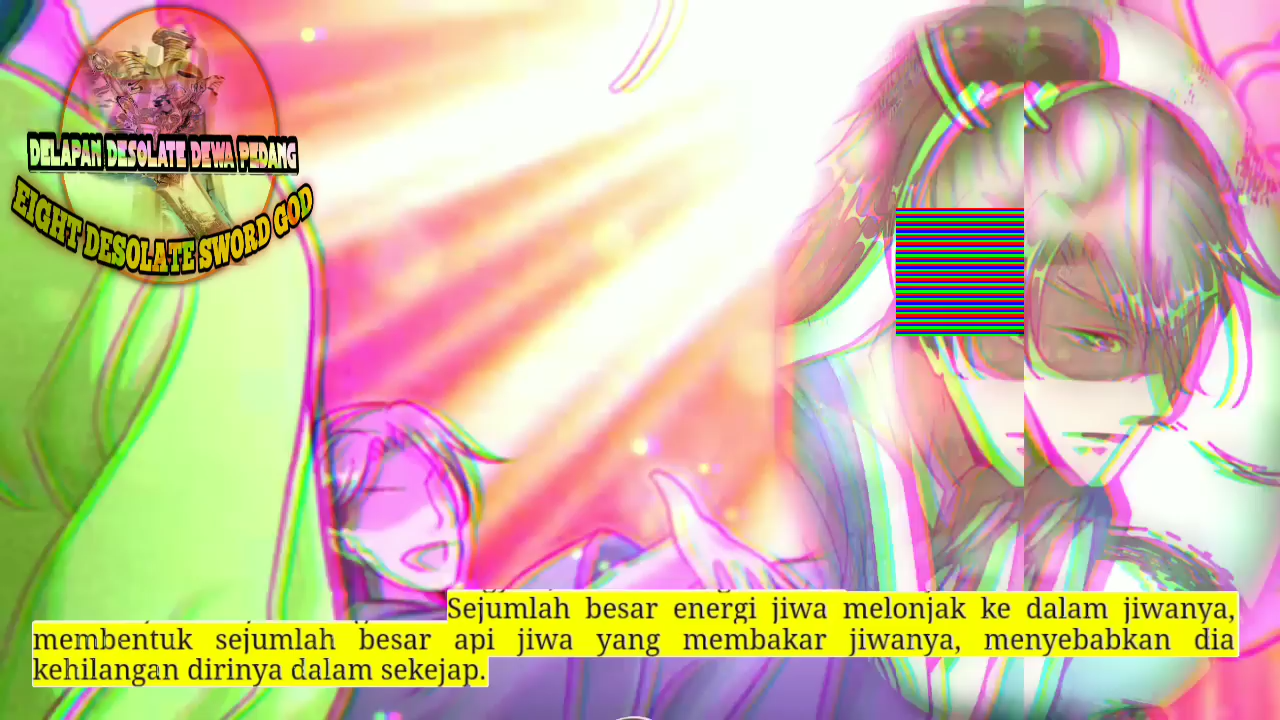 DELAPAN DESOLATE DEWA PEDANG
EIGHT DESOLATE SWORD GOD
Sejumlah besar energi jiwa melonjak ke dalam jiwanya,
membentuk sejumlah besar api jiwa yang membakar jiwanya, menyebabkan dia
kehilangan dirinya dalam sekejap.